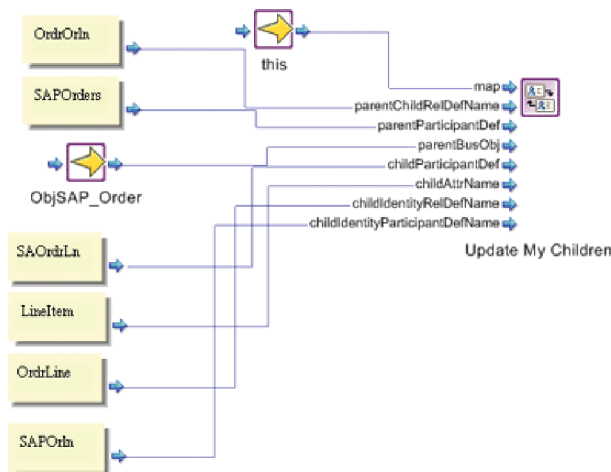 OrdrOrln
this
map
SAPOrders
parentChildRelDefName
parentParticipantDef
parentBusObj
childParticipantDef
ObjSAP_Order
childAttrName
childIdentityRelDefName
childIdentityParticipantDefName
SAOrdrLn
Update My Children
LineItem
OrdrLine
SAPOrln